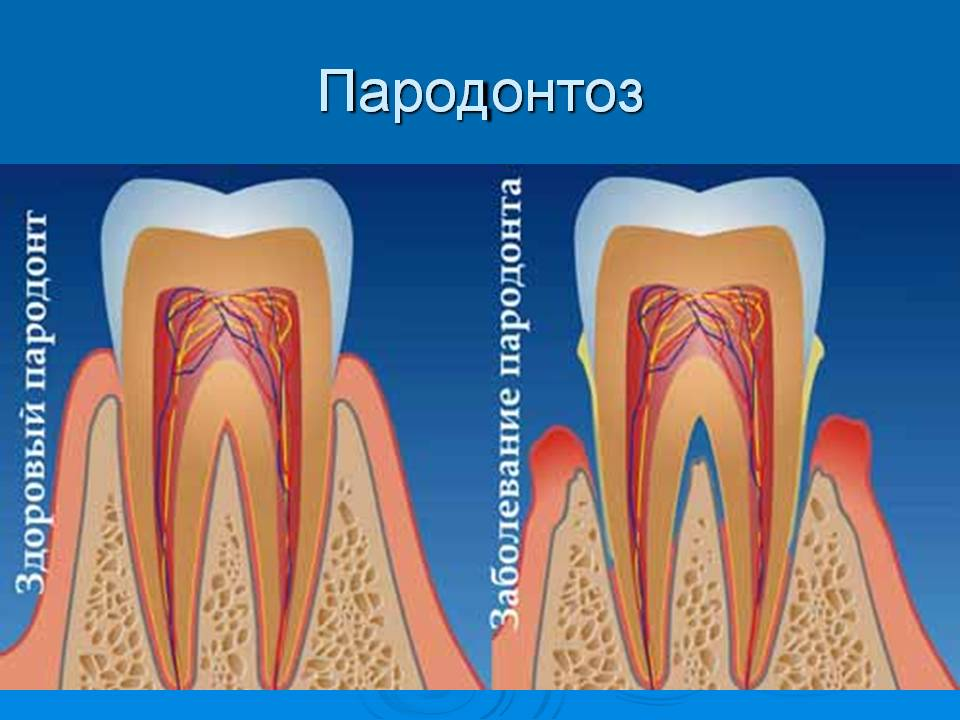 Пародонтоз
Здоровый пародонт
Заболевание пародонта